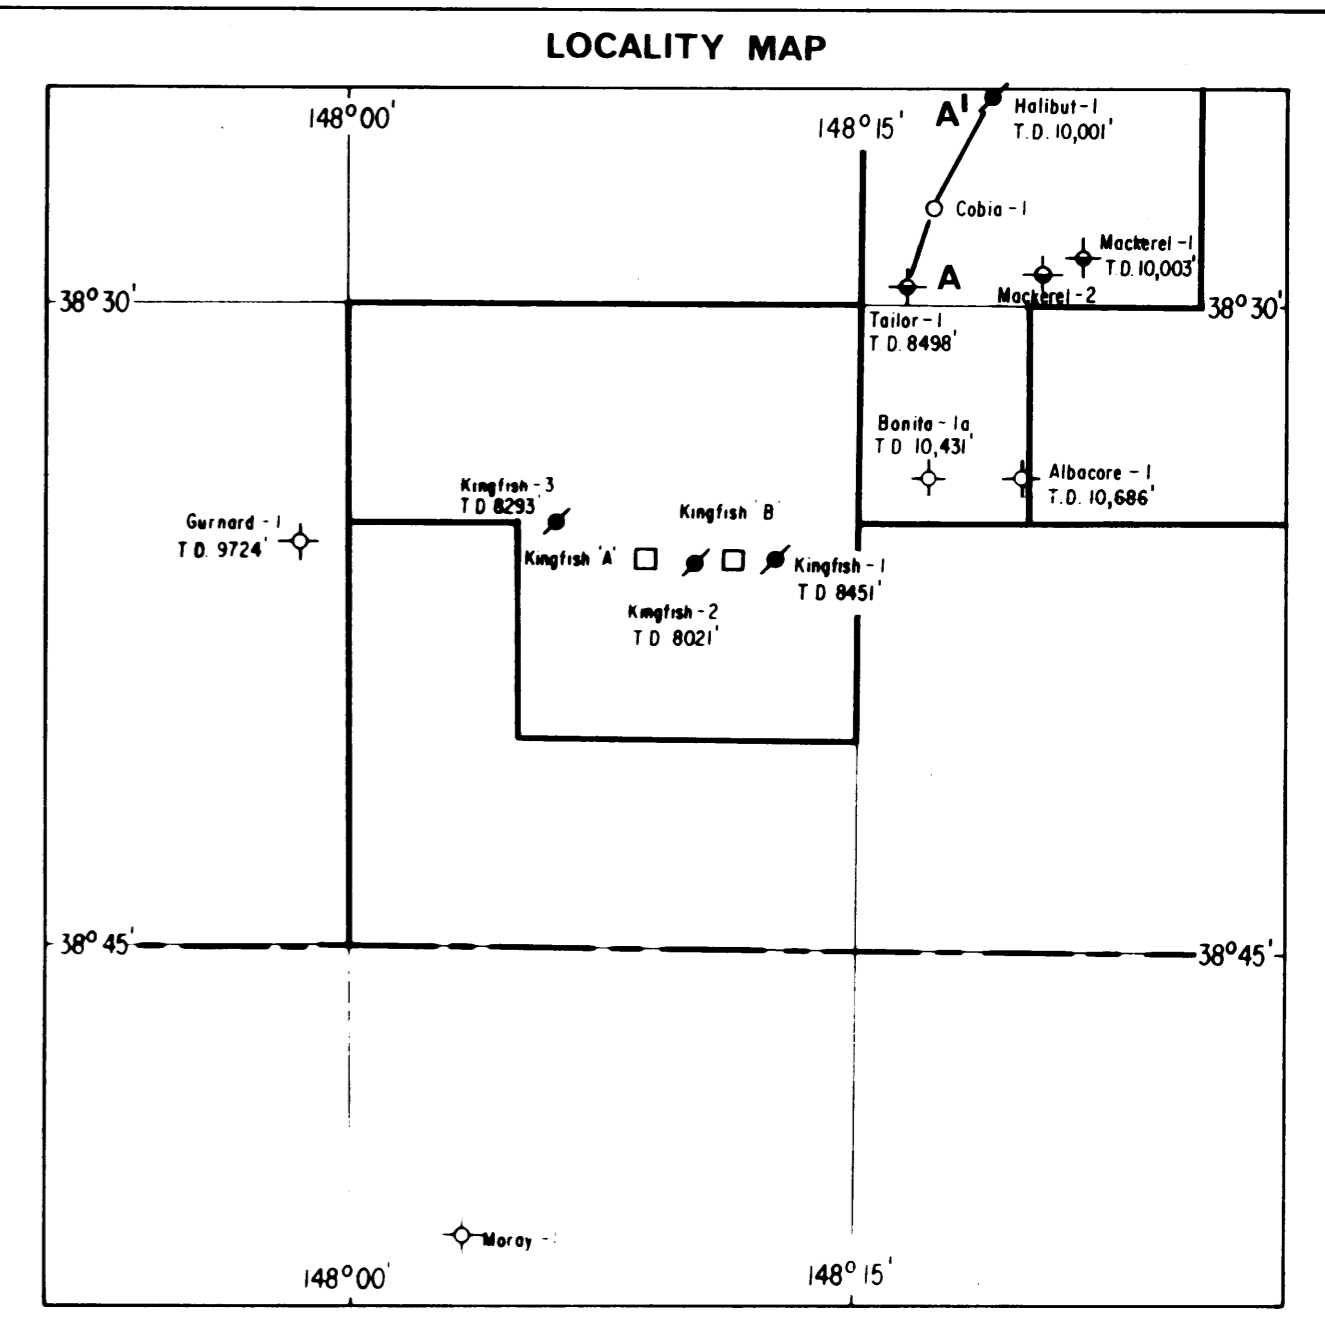 LOCALITY MAP
148°00'
148°15'
A'
Halibut-1
T.D. 10,001'
Cobia-1
Mackerel-1
T.D. 10,003'
A
Mackerel-2
38°30'
38°30'
Tailor-1
T.D. 8498'
Bonita-1a
T D 10,431'
Albacore-1
T.D. 10,686'
Kingfish-3
T D 8293'
Kingfish 'B'
Gurnard-1
T D. 9724'
Kingfish 'A'
Kingfish-1
T D 8451'
Kingfish-2
T D 8021'
38°45'
38°45'
Moray-
148°00'
148°15'